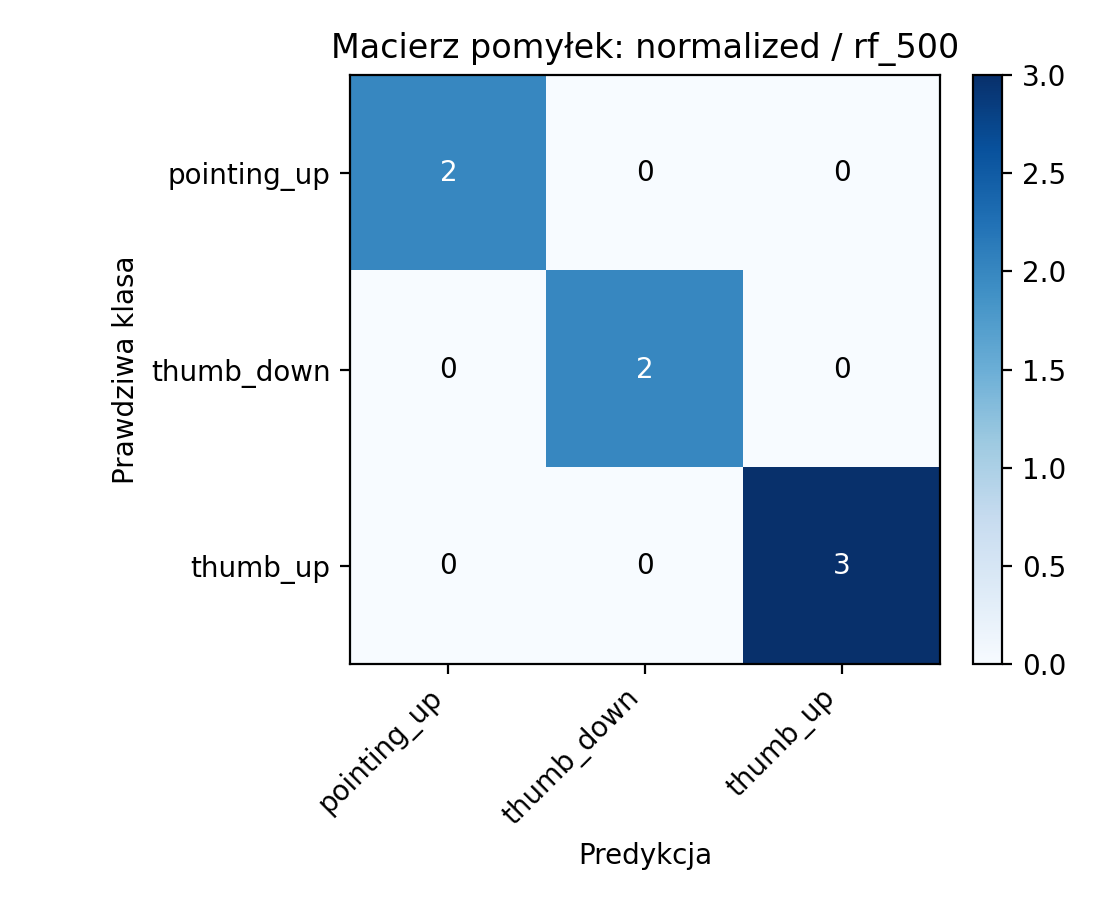 Macierz pomyłek: normalized / rf_500
3.0
pointing_up
2
0
0
2.5
2.0
Prawdziwa klasa
thumb_down
0
2
0
1.5
1.0
thumb_up
0
0
3
0.5
0.0
pointing_up
thumb_down
thumb_up
Predykcja